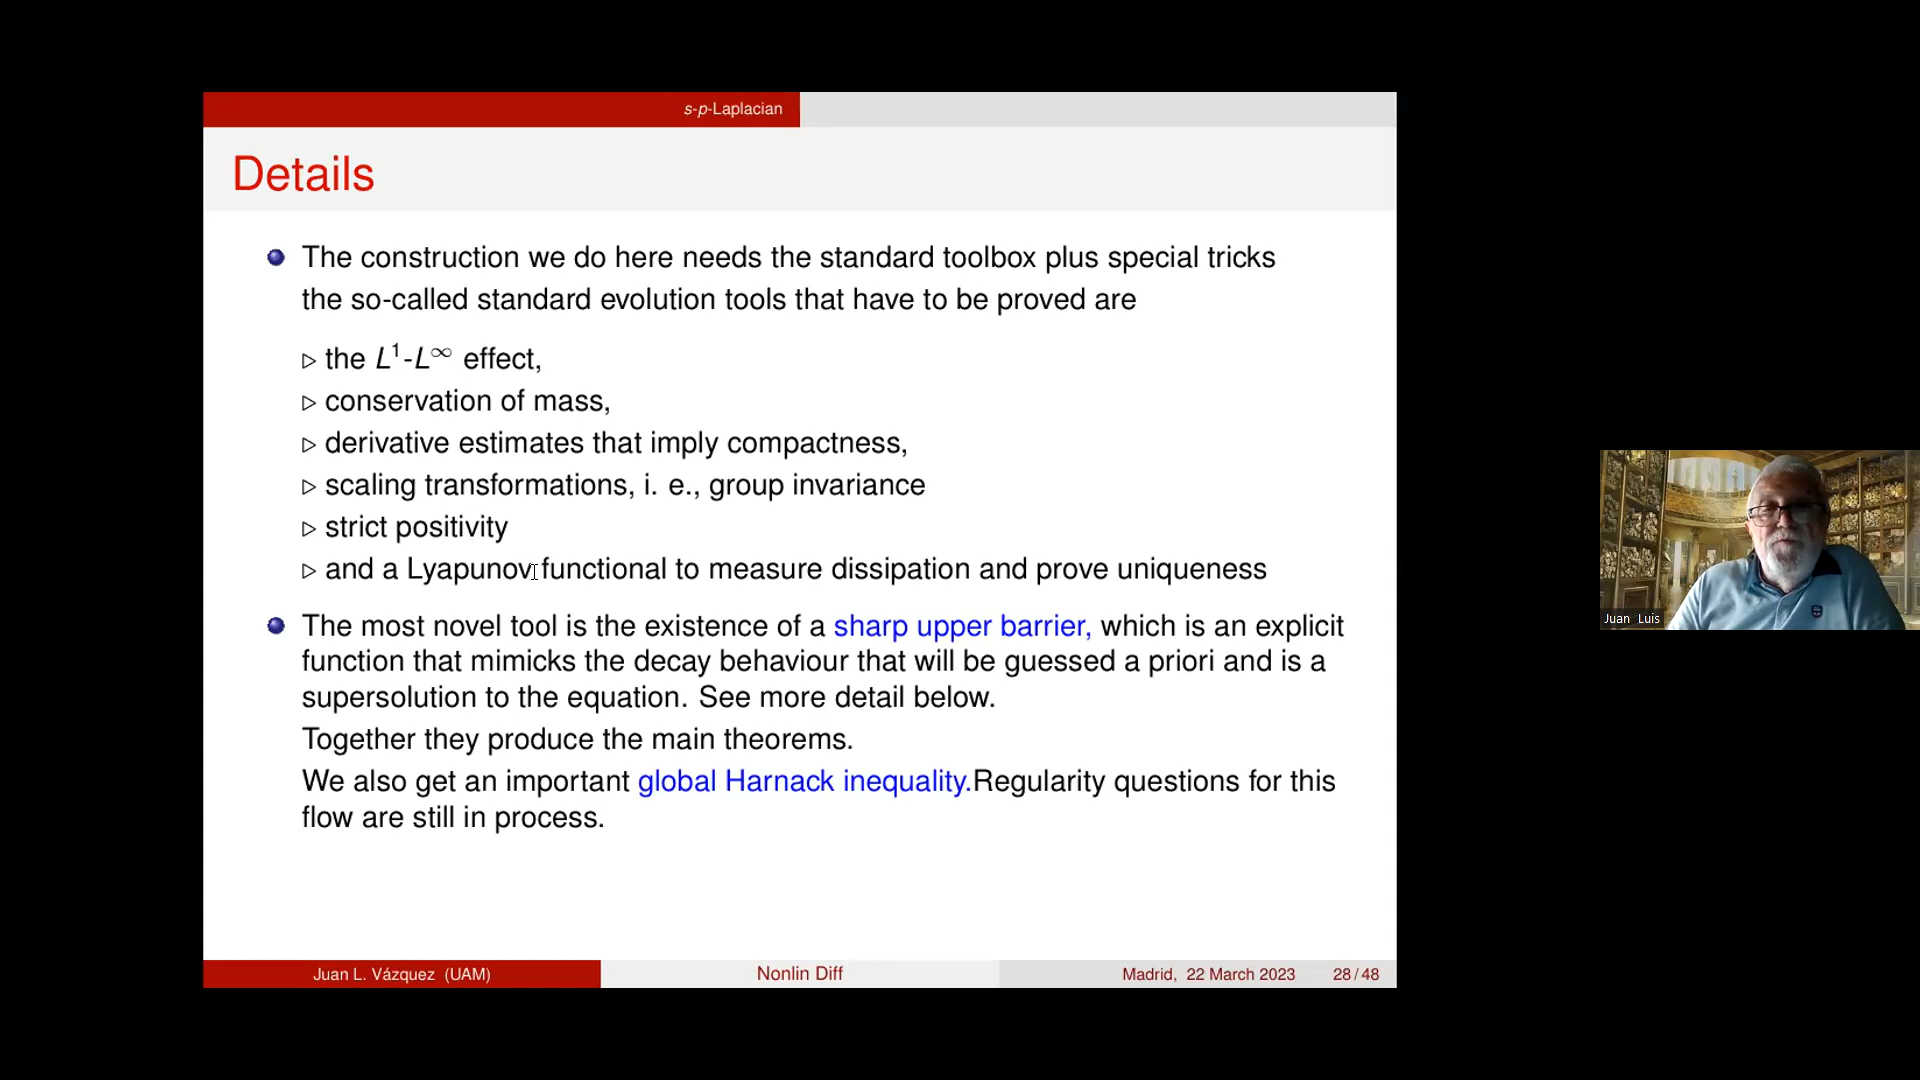 s-p-Laplacian
Details
The construction we do here needs the standard toolbox plus special tricks
the so-called standard evolution tools that have to be proved are
▷ the L¹-L∞ effect,
▷ conservation of mass,
▷ derivative estimates that imply compactness,
▷ scaling transformations, i. e., group invariance
▷ strict positivity
▷ and a Lyapunov functional to measure dissipation and prove uniqueness
The most novel tool is the existence of a sharp upper barrier, which is an explicit
function that mimicks the decay behaviour that will be guessed a priori and is a
supersolution to the equation. See more detail below.
Together they produce the main theorems.
We also get an important global Harnack inequality.Regularity questions for this
flow are still in process.
Juan Luis
Juan L. Vázquez (UAM)
Nonlin Diff
Madrid, 22 March 2023 28 / 48